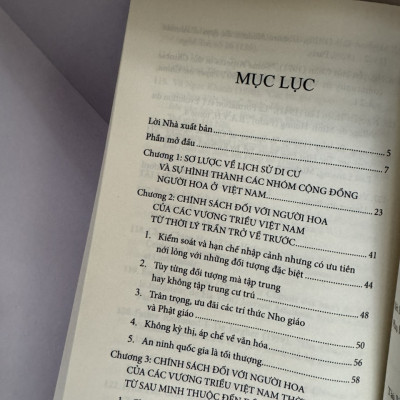 MỤC LỤC
Lời Nhà xuất bản 5
Phần mở đầu 7
Chương 1: SƠ LƯỢC VỀ LỊCH SỬ DI CƯ
VÀ SỰ HÌNH THÀNH CÁC NHÓM CỘNG ĐỒNG
NGƯỜI HOA Ở VIỆT NAM 23
Chương 2: CHÍNH SÁCH ĐỐI VỚI NGƯỜI HOA
CỦA CÁC VƯƠNG TRIỀU VIỆT NAM
TỪ THỜI LÝ TRẦN TRỞ VỀ TRƯỚC 41
1. Kiểm soát và hạn chế nhập cảnh nhưng có ưu tiên
nới lỏng với những đối tượng đặc biệt 44
2. Tùy từng đối tượng mà tập trung
hay không tập trung cư trú 48
3. Trân trọng, ưu đãi các trí thức Nho giáo
và Phật giáo 50
4. Không kỳ thị, áp chế về văn hóa 56
5. An ninh quốc gia là tối thượng 58
Chương 3: CHÍNH SÁCH ĐỐI VỚI NGƯỜI HOA
CỦA CÁC VƯƠNG TRIỀU VIỆT NAM THỜI
TỪ SAU MINH THUỘC ĐẾN